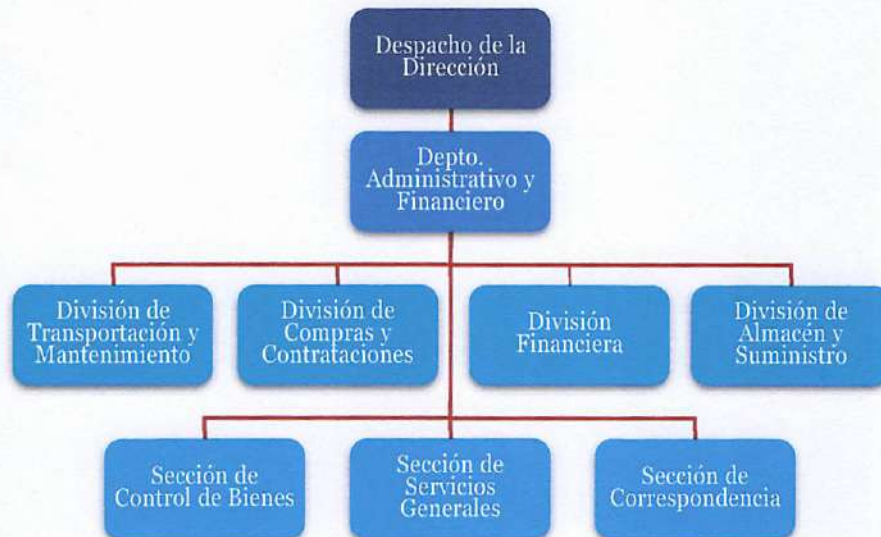 Despacho de la
Dirección
Depto.
Administrativo y
Financiero
División de
Transportación y
Mantenimiento
División de
Compras y
Contrataciones
División
Financiera
División de
Almacén y
Suministro
Sección de
Control de Bienes
Sección de
Servicios
Generales
Sección de
Correspondencia